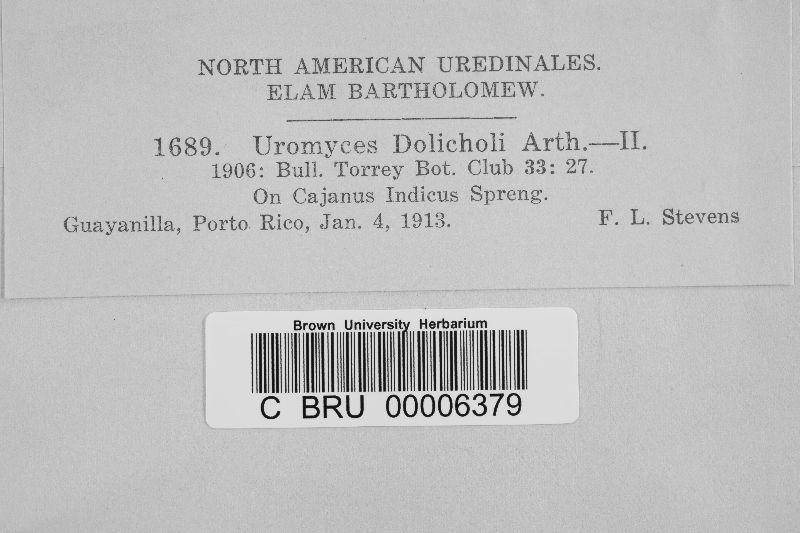 NORTH AMERICAN UREDINALES.
ELAM BARTHOLOMEW.
1689. Uromyces Dolicholi Arth.—II.
1906: Bull. Torrey Bot. Club 33: 27.
On Cajanus Indicus Spreng.
Guayanilla, Porto Rico, Jan. 4, 1913. F. L. Stevens
Brown University Herbarium
C BRU 00006379